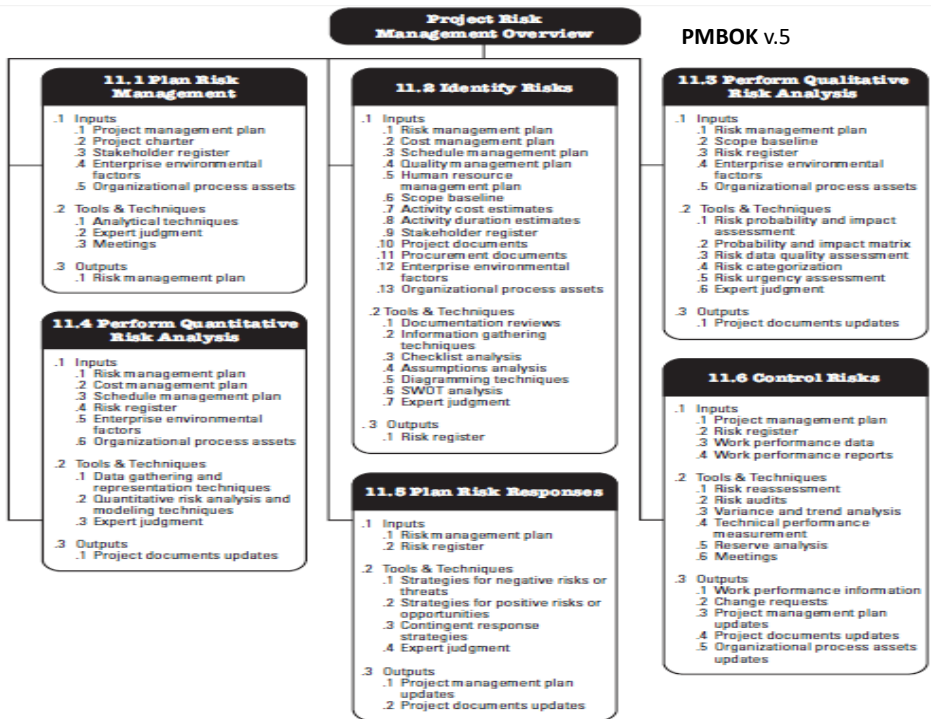 Project Risk
Management Overview
PMBOK v.5
11.1 Plan Risk
Management
.1 Inputs
.1 Project management plan
.2 Project charter
.3 Stakeholder register
.4 Enterprise environmental
factors
.5 Organizational process assets
.2 Tools & Techniques
.1 Analytical techniques
.2 Expert judgment
.3 Meetings
.3 Outputs
.1 Risk management plan
11.2 Identify Risks
.1 Inputs
.1 Risk management plan
.2 Cost management plan
.3 Schedule management plan
.4 Quality management plan
.5 Human resource
management plan
.6 Scope baseline
.7 Activity cost estimates
.8 Activity duration estimates
.9 Stakeholder register
.10 Project documents
.11 Procurement documents
.12 Enterprise environmental
factors
.13 Organizational process assets
.2 Tools & Techniques
.1 Documentation reviews
.2 Information gathering
techniques
.3 Checklist analysis
.4 Assumptions analysis
.5 Diagramming techniques
.6 SWOT analysis
.7 Expert judgment
.3 Outputs
.1 Risk register
11.3 Perform Qualitative
Risk Analysis
.1 Inputs
.1 Risk management plan
.2 Scope baseline
.3 Risk register
.4 Enterprise environmental
factors
.5 Organizational process assets
.2 Tools & Techniques
.1 Risk probability and impact
assessment
.2 Probability and impact matrix
.3 Risk data quality assessment
.4 Risk categorization
.5 Risk urgency assessment
.6 Expert judgment
.3 Outputs
.1 Project documents updates
11.4 Perform Quantitative
Risk Analysis
.1 Inputs
.1 Risk management plan
.2 Cost management plan
.3 Schedule management plan
.4 Risk register
.5 Enterprise environmental
factors
.6 Organizational process assets
.2 Tools & Techniques
.1 Data gathering and
representation techniques
.2 Quantitative risk analysis and
modeling techniques
.3 Expert judgment
.3 Outputs
.1 Project documents updates
11.5 Plan Risk Responses
.1 Inputs
.1 Risk management plan
.2 Risk register
.2 Tools & Techniques
.1 Strategies for negative risks or
threats
.2 Strategies for positive risks or
opportunities
.3 Contingent response
strategies
.4 Expert judgment
.3 Outputs
.1 Project management plan
updates
.2 Project documents updates
11.6 Control Risks
.1 Inputs
.1 Project management plan
.2 Risk register
.3 Work performance data
.4 Work performance reports
.2 Tools & Techniques
.1 Risk reassessment
.2 Risk audits
.3 Variance and trend analysis
.4 Technical performance
measurement
.5 Reserve analysis
.6 Meetings
.3 Outputs
.1 Work performance information
.2 Change requests
.3 Project management plan
updates
.4 Project documents updates
.5 Organizational process assets
updates